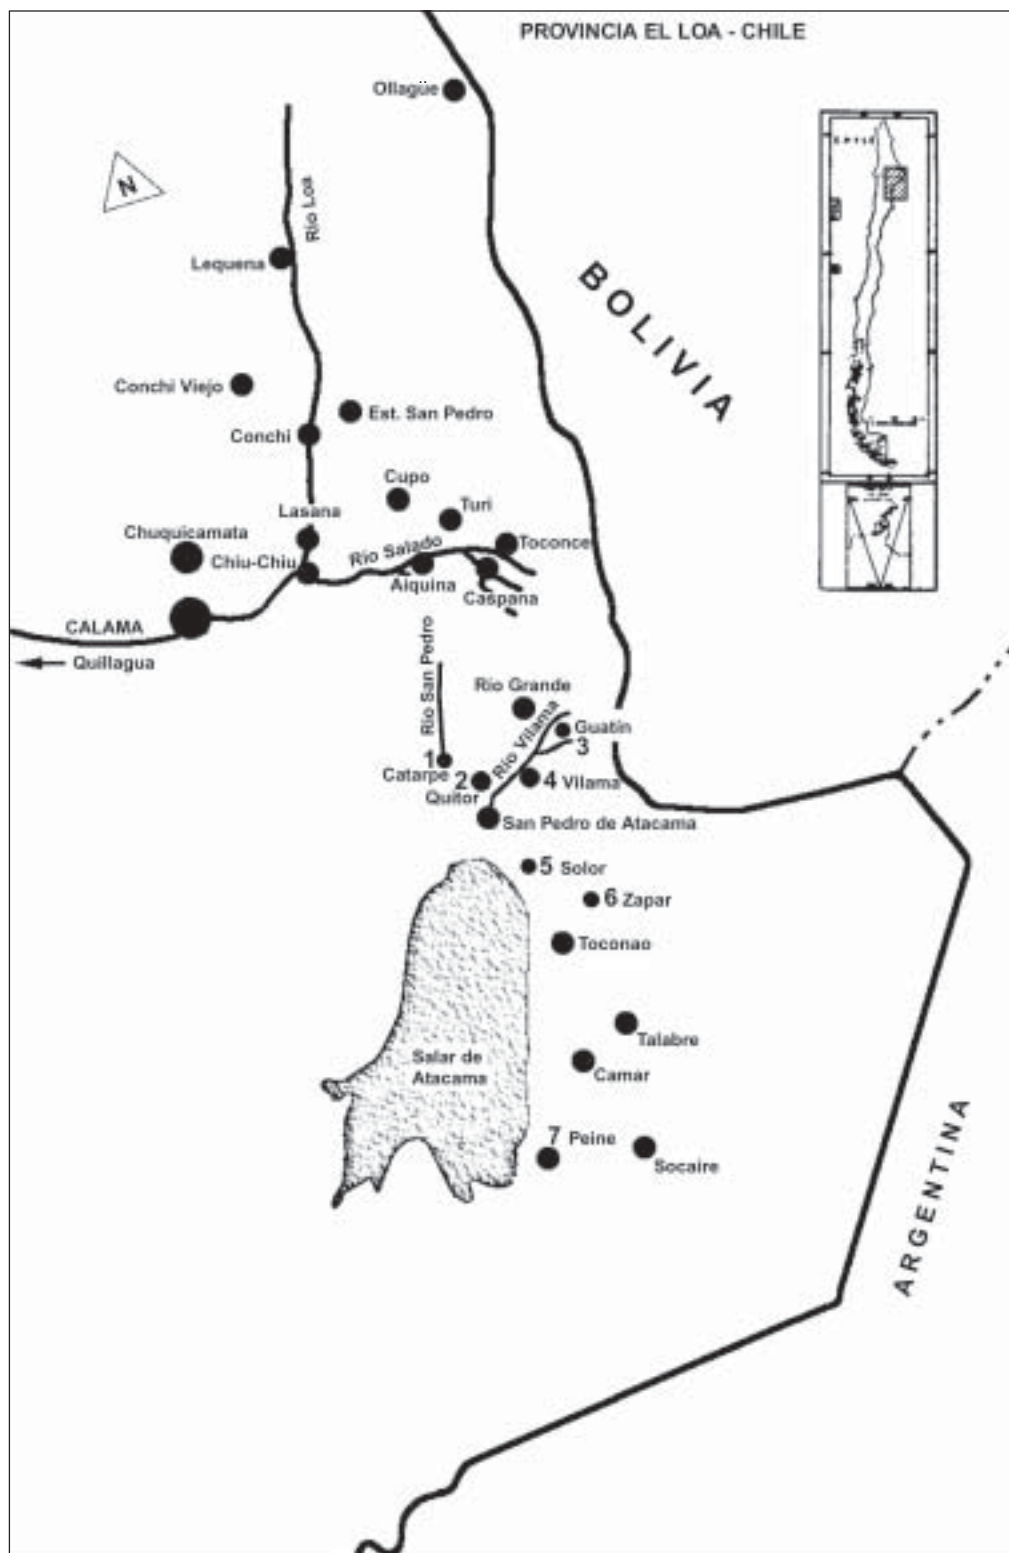 PROVINCIA EL LOA - CHILE
Ollagüe
N
Río Loa
CHILE
Lequena
BOLIVIA
Conchi Viejo
Est. San Pedro
Conchi
Cupo
Lasana
Turi
Chuquicamata
Toconce
Río Salado
Chiu-Chiu
Aiquina
Caspana
CALAMA
Quillagua
Río San Pedro
Río Grande
Río Vilama
Guatin
3
1
Catarpe
2
Quitor
4 Vilama
San Pedro de Atacama
5 Solor
6 Zapar
Toconao
Talabre
Salar de
Atacama
Camar
7 Peine
Socaire
ARGENTINA